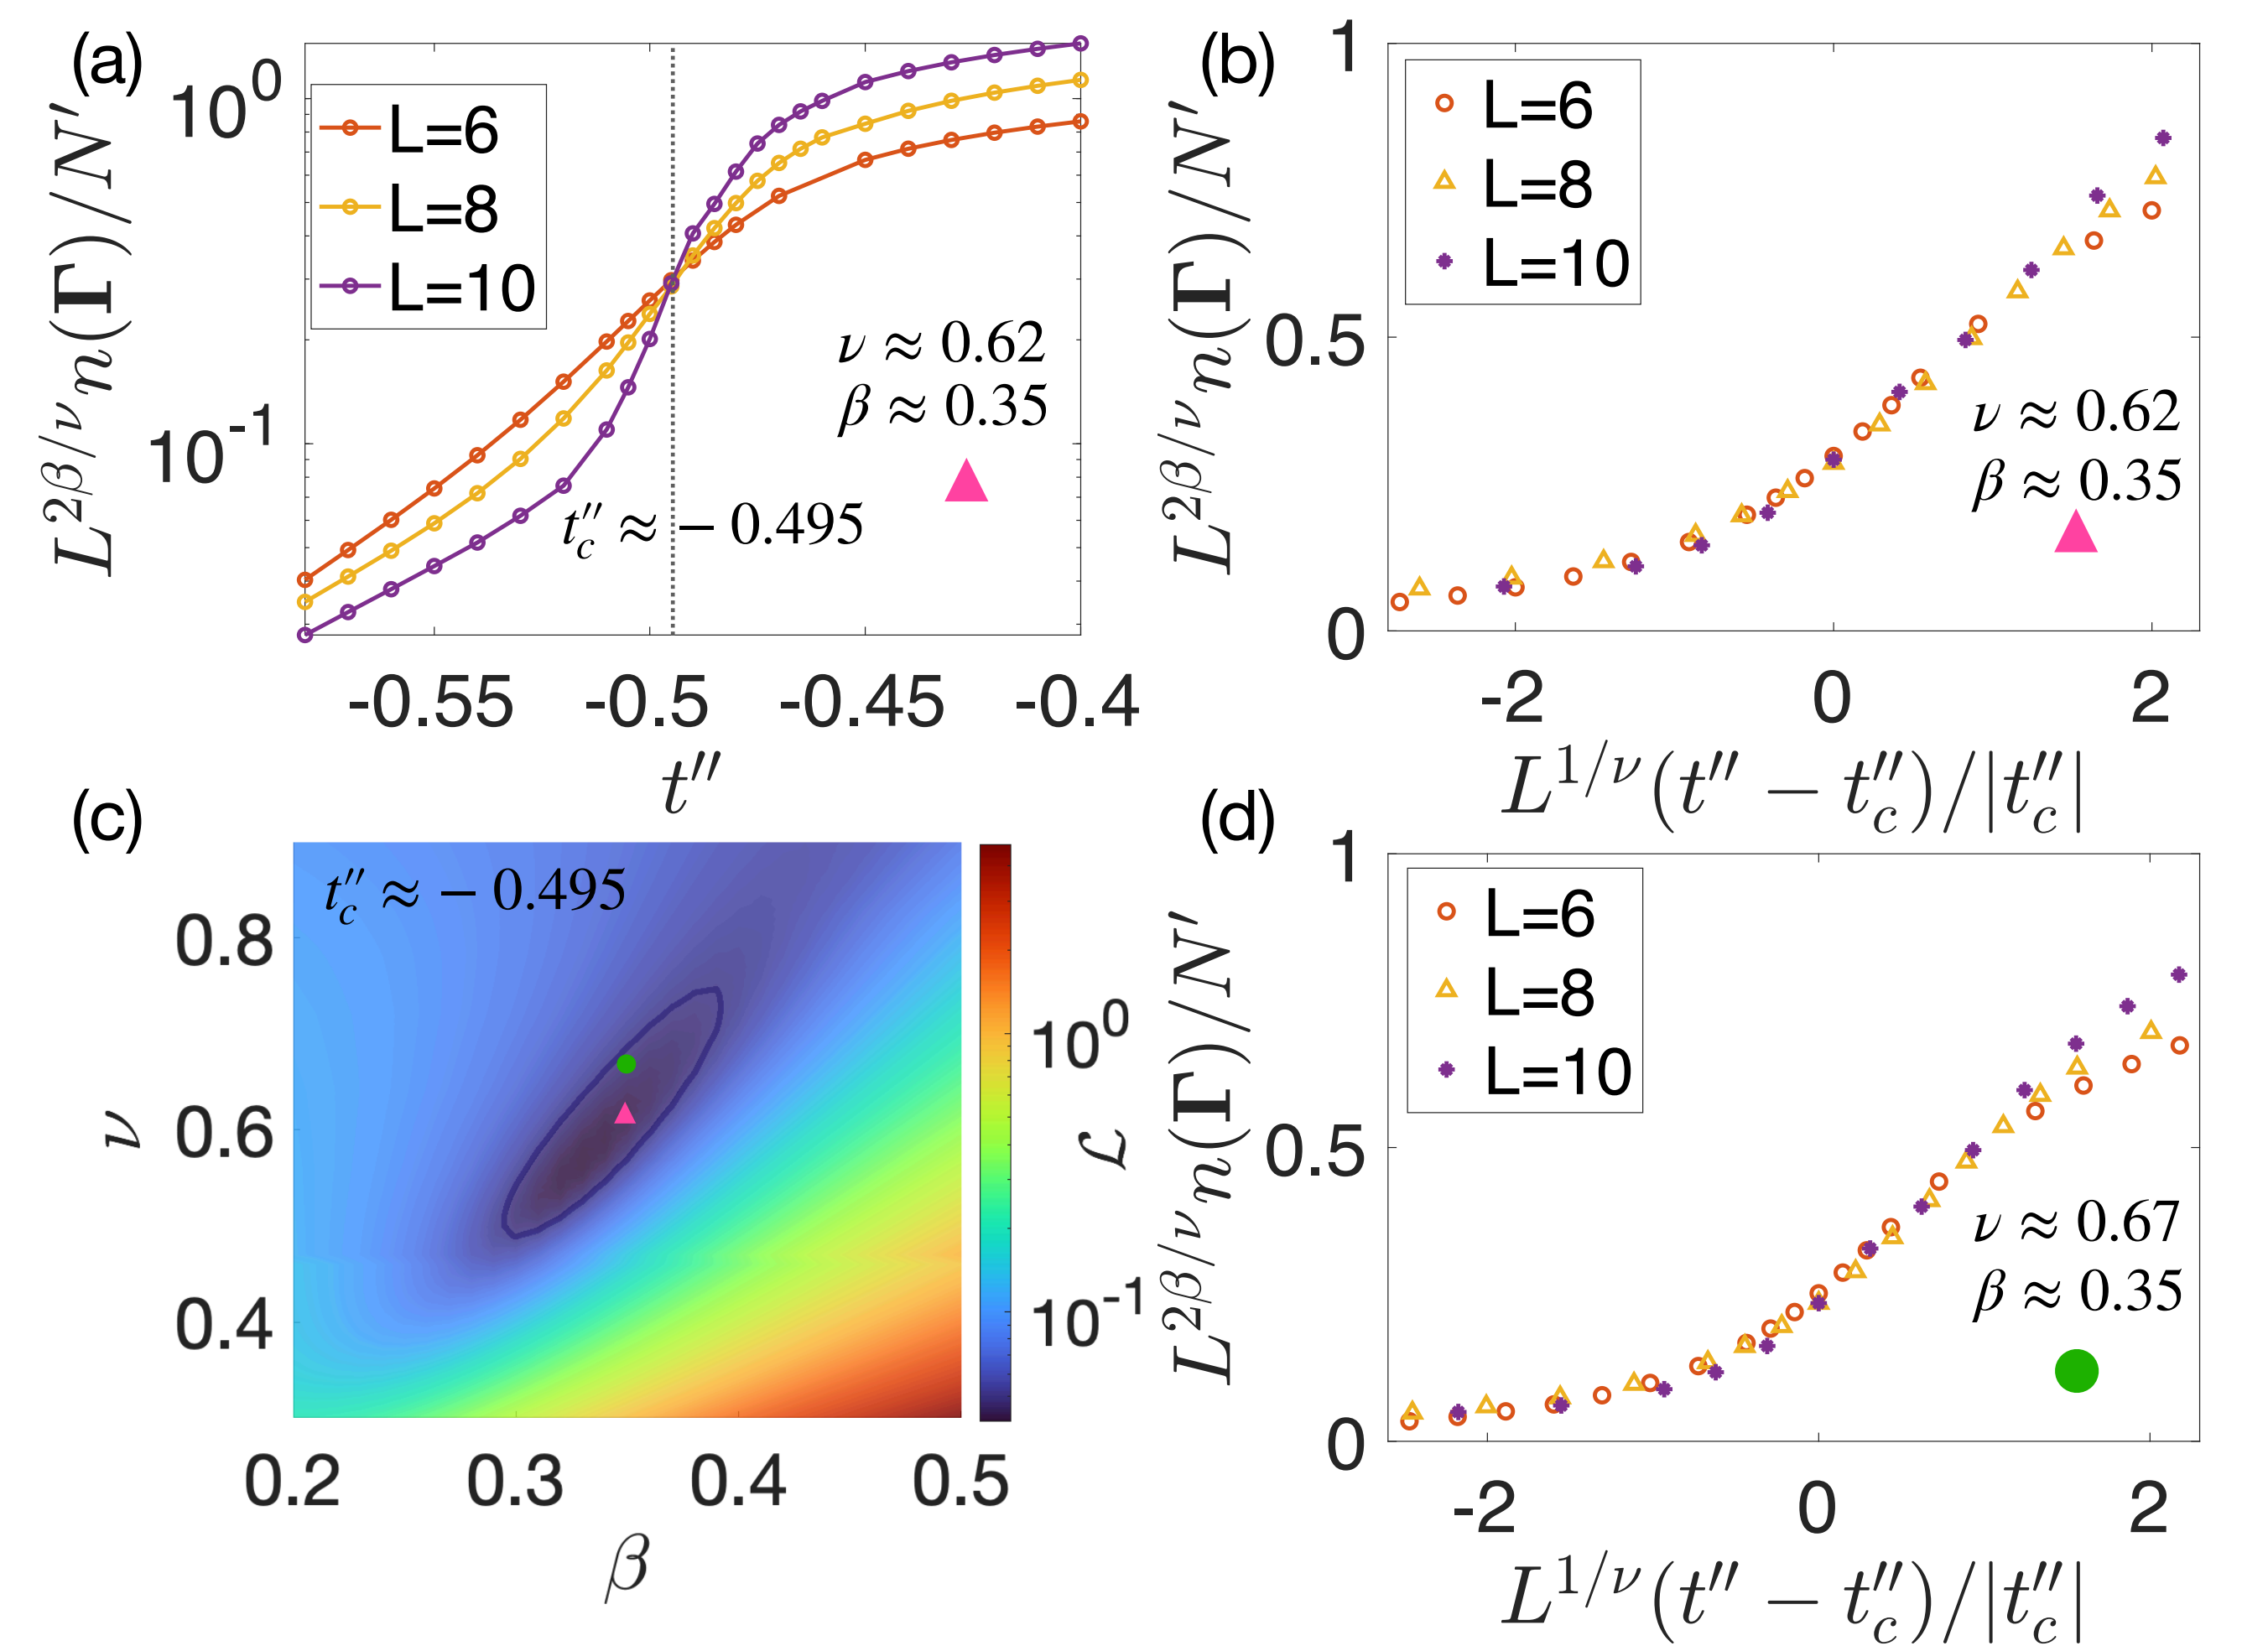 (a)
10⁰
10⁻¹
L^{2β/ν}n(Γ)/N′
L=6
L=8
L=10
ν ≈ 0.62
β ≈ 0.35
t″_c ≈ − 0.495
-0.55 -0.5 -0.45 -0.4
t″
(b)
1
0.5
0
L^{2β/ν}n(Γ)/N′
L=6
L=8
L=10
ν ≈ 0.62
β ≈ 0.35
-2 0 2
L^{1/ν}(t″ − t″_c)/|t″_c|
(c)
t″_c ≈ − 0.495
0.8
0.6
0.4
ν
0.2 0.3 0.4 0.5
β
10⁰
10⁻¹
ℒ
(d)
1
0.5
0
L^{2β/ν}n(Γ)/N′
L=6
L=8
L=10
ν ≈ 0.67
β ≈ 0.35
-2 0 2
L^{1/ν}(t″ − t″_c)/|t″_c|